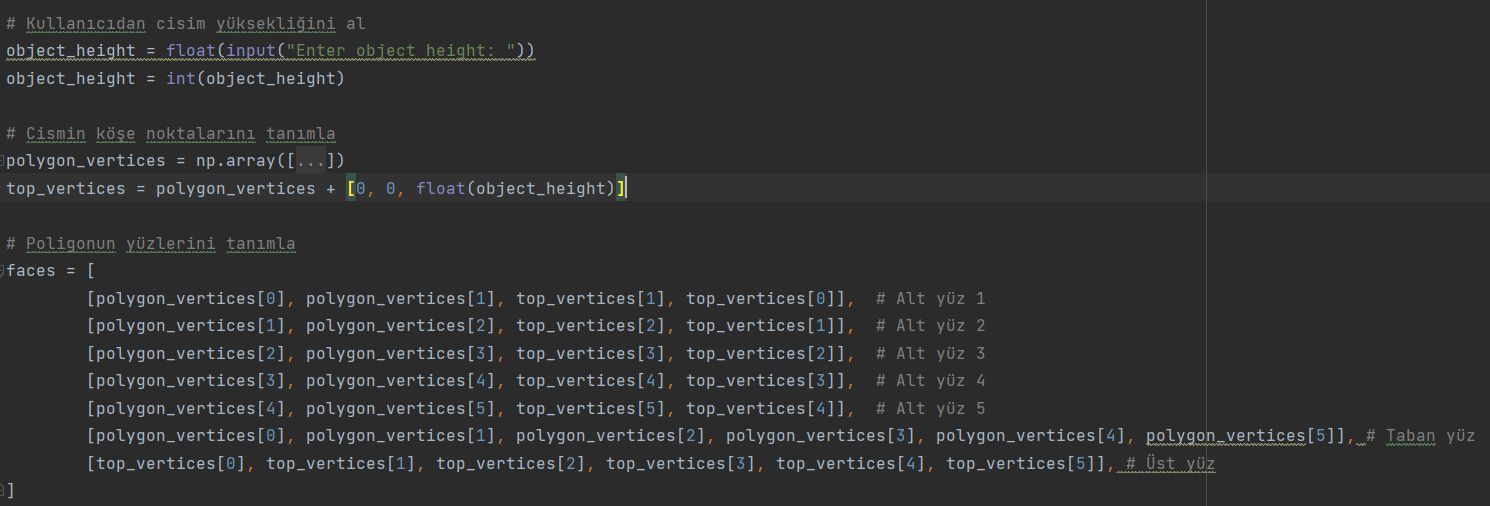 # Kullanıcıdan cisim yüksekliğini al
object_height = float(input("Enter object height: "))
object_height = int(object_height)
# Cismin köşe noktalarını tanımla
polygon_vertices = np.array([...])
top_vertices = polygon_vertices + [0, 0, float(object_height)]
# Poligonun yüzlerini tanımla
faces = [
[polygon_vertices[0], polygon_vertices[1], top_vertices[1], top_vertices[0]],  # Alt yüz 1
[polygon_vertices[1], polygon_vertices[2], top_vertices[2], top_vertices[1]],  # Alt yüz 2
[polygon_vertices[2], polygon_vertices[3], top_vertices[3], top_vertices[2]],  # Alt yüz 3
[polygon_vertices[3], polygon_vertices[4], top_vertices[4], top_vertices[3]],  # Alt yüz 4
[polygon_vertices[4], polygon_vertices[5], top_vertices[5], top_vertices[4]],  # Alt yüz 5
[polygon_vertices[0], polygon_vertices[1], polygon_vertices[2], polygon_vertices[3], polygon_vertices[4], polygon_vertices[5]], # Taban yüz
[top_vertices[0], top_vertices[1], top_vertices[2], top_vertices[3], top_vertices[4], top_vertices[5]], # Üst yüz
]